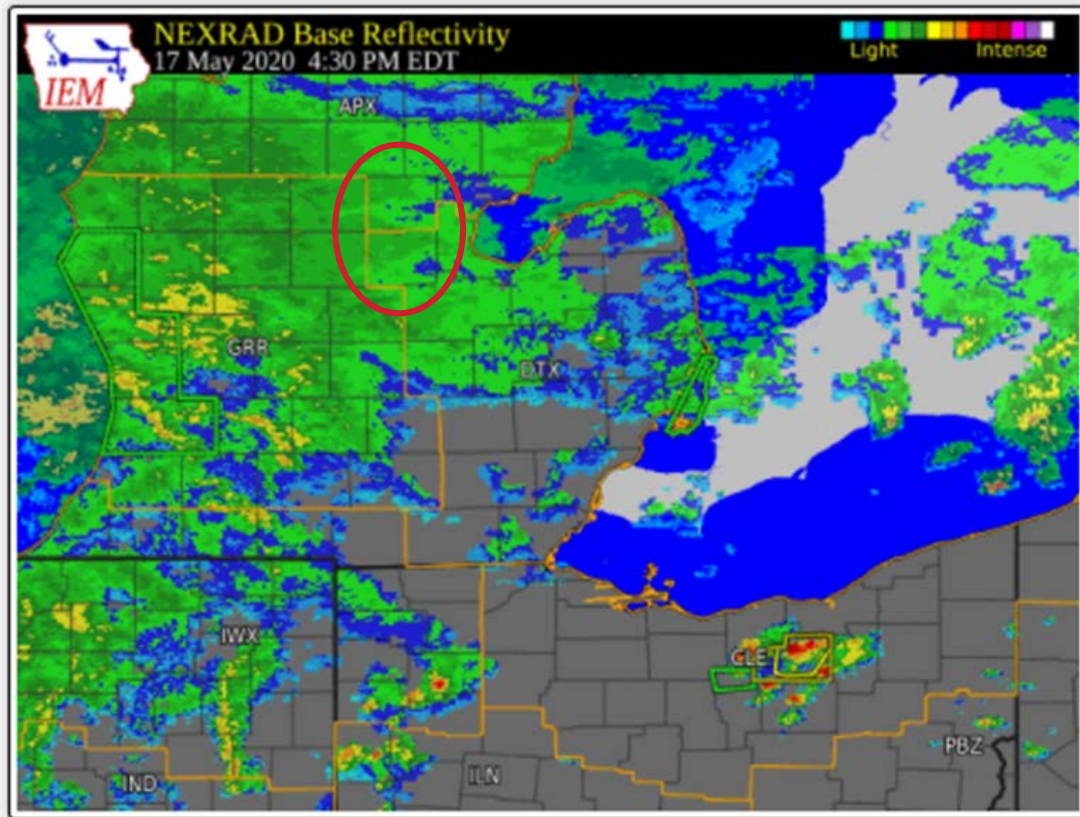 IEM
NEXRAD Base Reflectivity
17 May 2020 4:30 PM EDT
Light Intense
APX
GRR
DTX
IWX
CLE
PBZ
IND
ILN